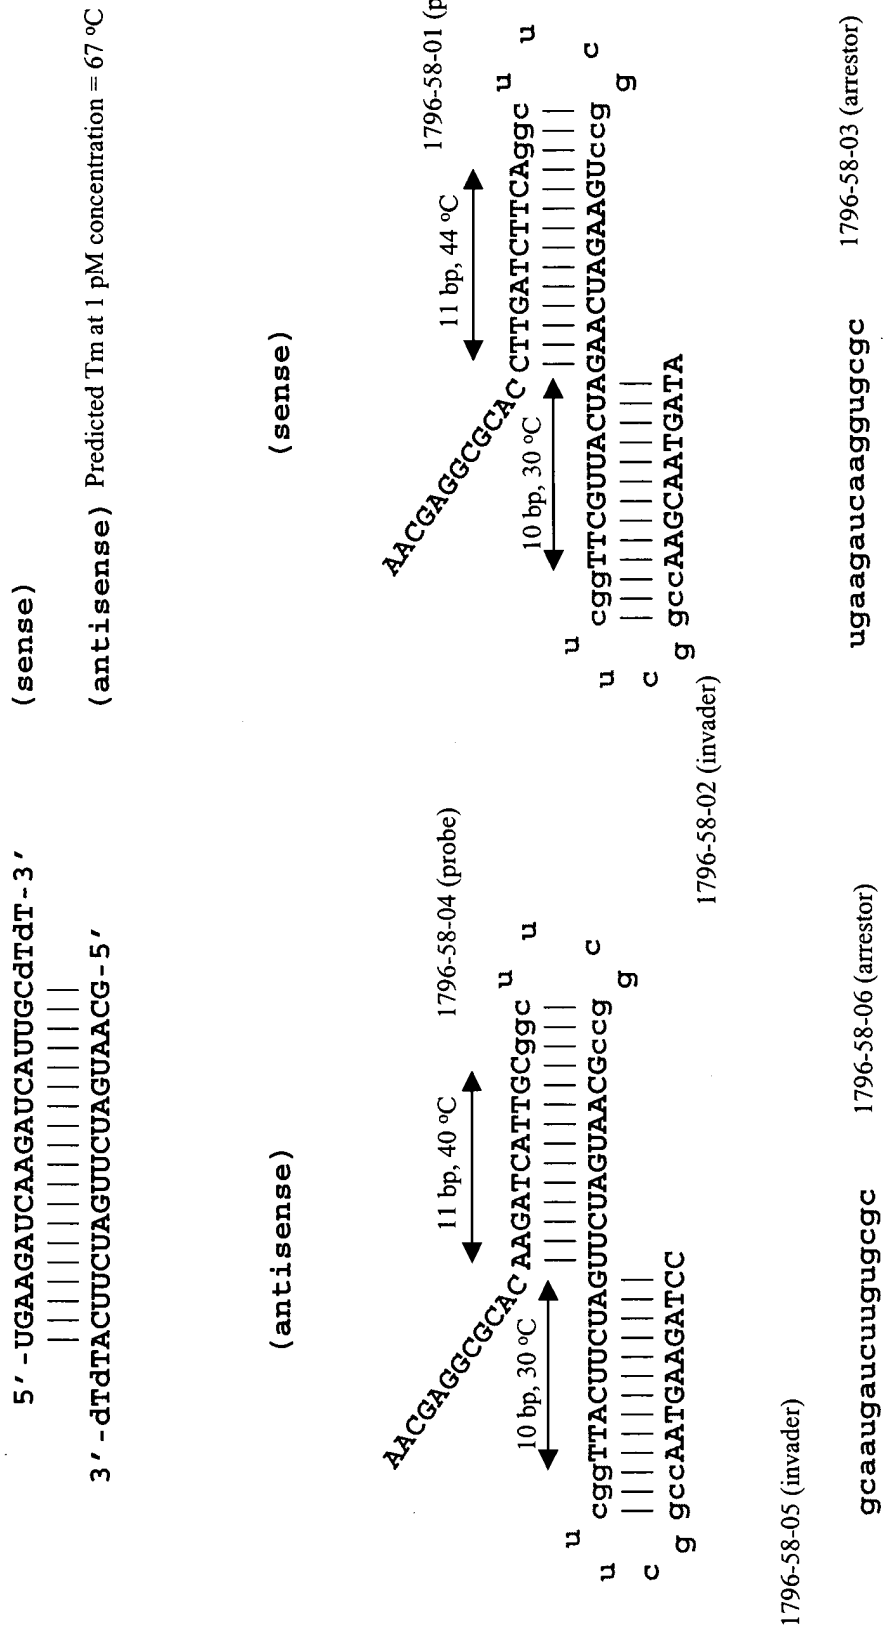 5'-UGAAGAUCAAGAUCAUUGCdTdT-3' (sense)
3'-dTdTACUUCUAGUUCUAGUAACG-5' (antisense) Predicted Tm at 1 pM concentration = 67 °C
(antisense)
AACGAGGCGCAC
11 bp, 40 °C
1796-58-04 (probe)
AAGATCATTGCggc
u
u
c
g
10 bp, 30 °C
cggTTACUUCUAGUUCUAGUAACGccg
u
u
c
g
gccAATGAAGATCC
1796-58-05 (invader)
gcaaugaucuugugcgc
1796-58-06 (arrestor)
(sense)
AACGAGGCGCAC
11 bp, 44 °C
1796-58-01
CTTGATCTTCAggc
u
u
c
g
10 bp, 30 °C
cggTTCGUUACUAGAACUAGAAGUccg
u
u
c
g
gccAAGCAATGATA
1796-58-02 (invader)
ugaagaucaaggugcgc
1796-58-03 (arrestor)